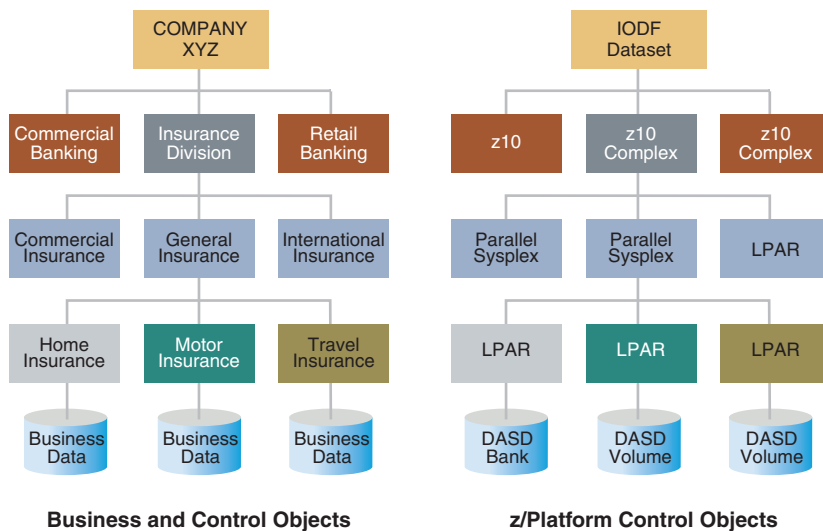 COMPANY
XYZ
Commercial
Banking
Insurance
Division
Retail
Banking
Commercial
Insurance
General
Insurance
International
Insurance
Home
Insurance
Motor
Insurance
Travel
Insurance
Business
Data
Business
Data
Business
Data
Business and Control Objects
IODF
Dataset
z10
z10
Complex
z10
Complex
Parallel
Sysplex
Parallel
Sysplex
LPAR
LPAR
LPAR
LPAR
DASD
Bank
DASD
Volume
DASD
Volume
z/Platform Control Objects